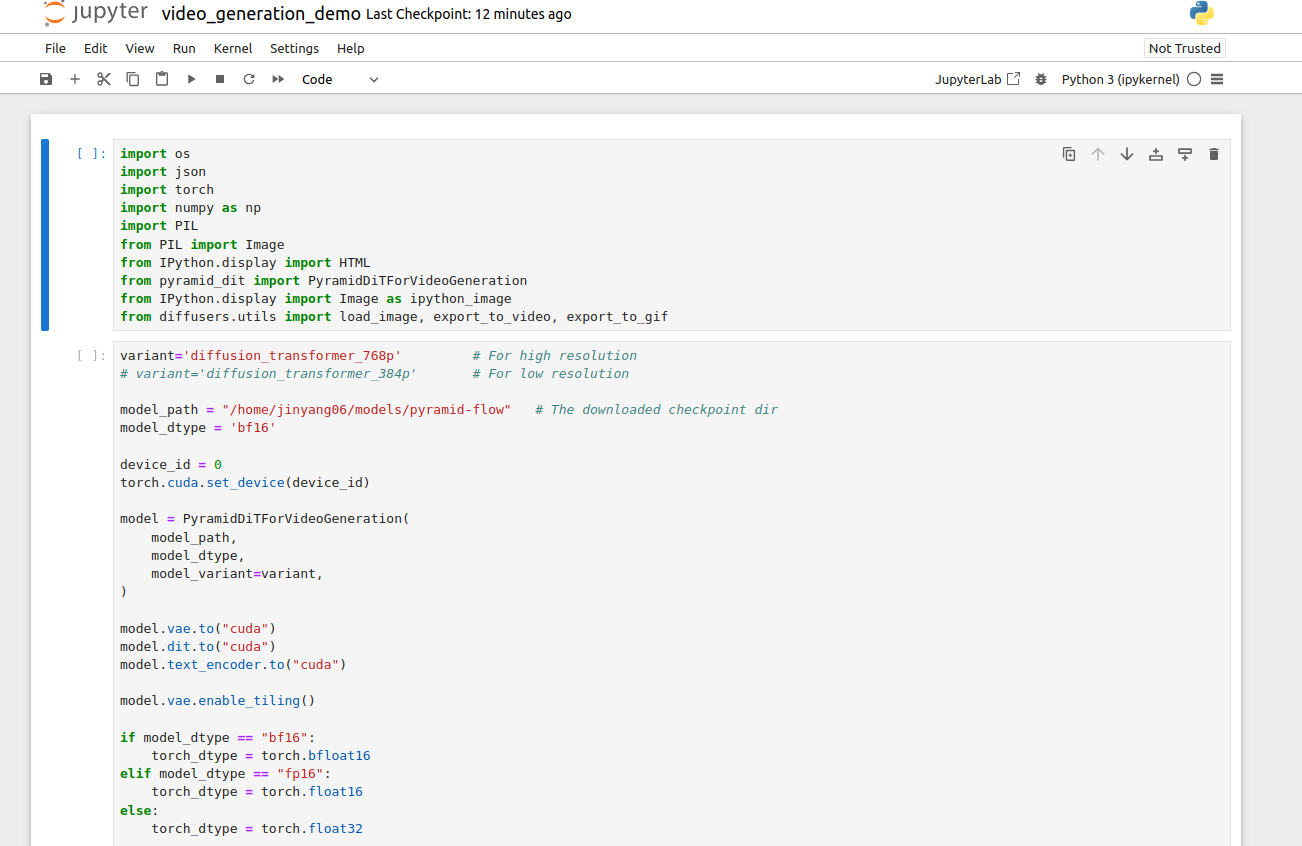 jupyter video_generation_demo Last Checkpoint: 12 minutes ago
File Edit View Run Kernel Settings Help Not Trusted
Code JupyterLab Python 3 (ipykernel)
[ ]: import os
import json
import torch
import numpy as np
import PIL
from PIL import Image
from IPython.display import HTML
from pyramid_dit import PyramidDiTForVideoGeneration
from IPython.display import Image as ipython_image
from diffusers.utils import load_image, export_to_video, export_to_gif
[ ]: variant='diffusion_transformer_768p'         # For high resolution
# variant='diffusion_transformer_384p'       # For low resolution
model_path = "/home/jinyang06/models/pyramid-flow"   # The downloaded checkpoint dir
model_dtype = 'bf16'
device_id = 0
torch.cuda.set_device(device_id)
model = PyramidDiTForVideoGeneration(
    model_path,
    model_dtype,
    model_variant=variant,
)
model.vae.to("cuda")
model.dit.to("cuda")
model.text_encoder.to("cuda")
model.vae.enable_tiling()
if model_dtype == "bf16":
    torch_dtype = torch.bfloat16
elif model_dtype == "fp16":
    torch_dtype = torch.float16
else:
    torch_dtype = torch.float32